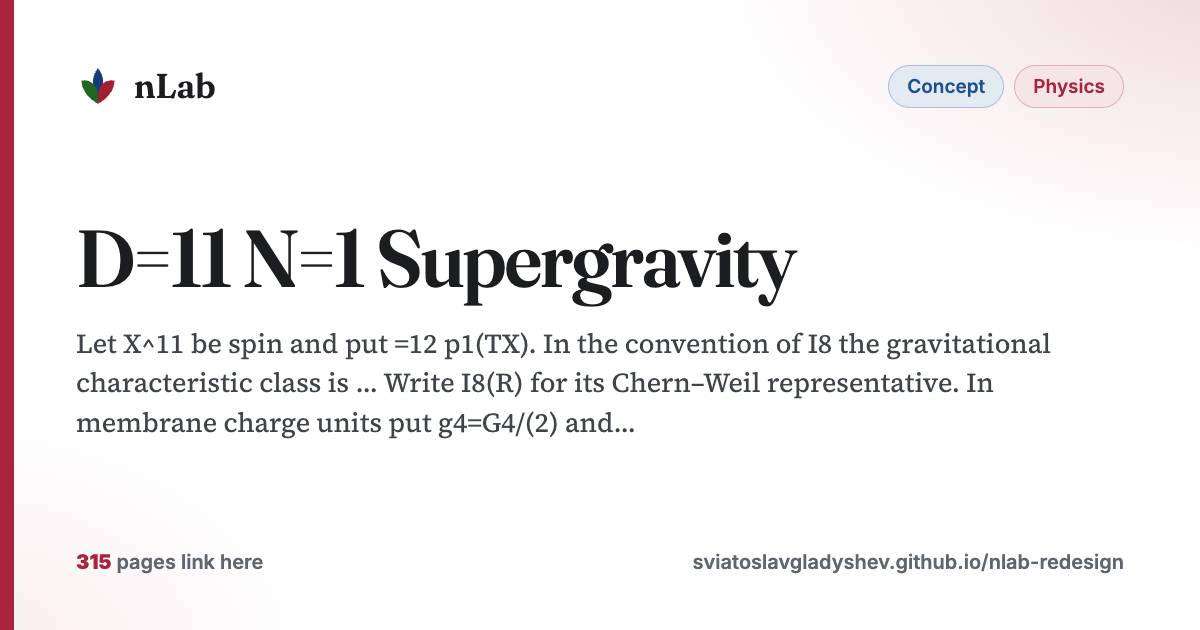 nLab
Concept
Physics
D=11 N=1 Supergravity
Let X^11 be spin and put =12 p1(TX). In the convention of I8 the gravitational
characteristic class is ... Write I8(R) for its Chern–Weil representative. In
membrane charge units put g4=G4/(2) and...
315 pages link here
sviatoslavgladyshev.github.io/nlab-redesign